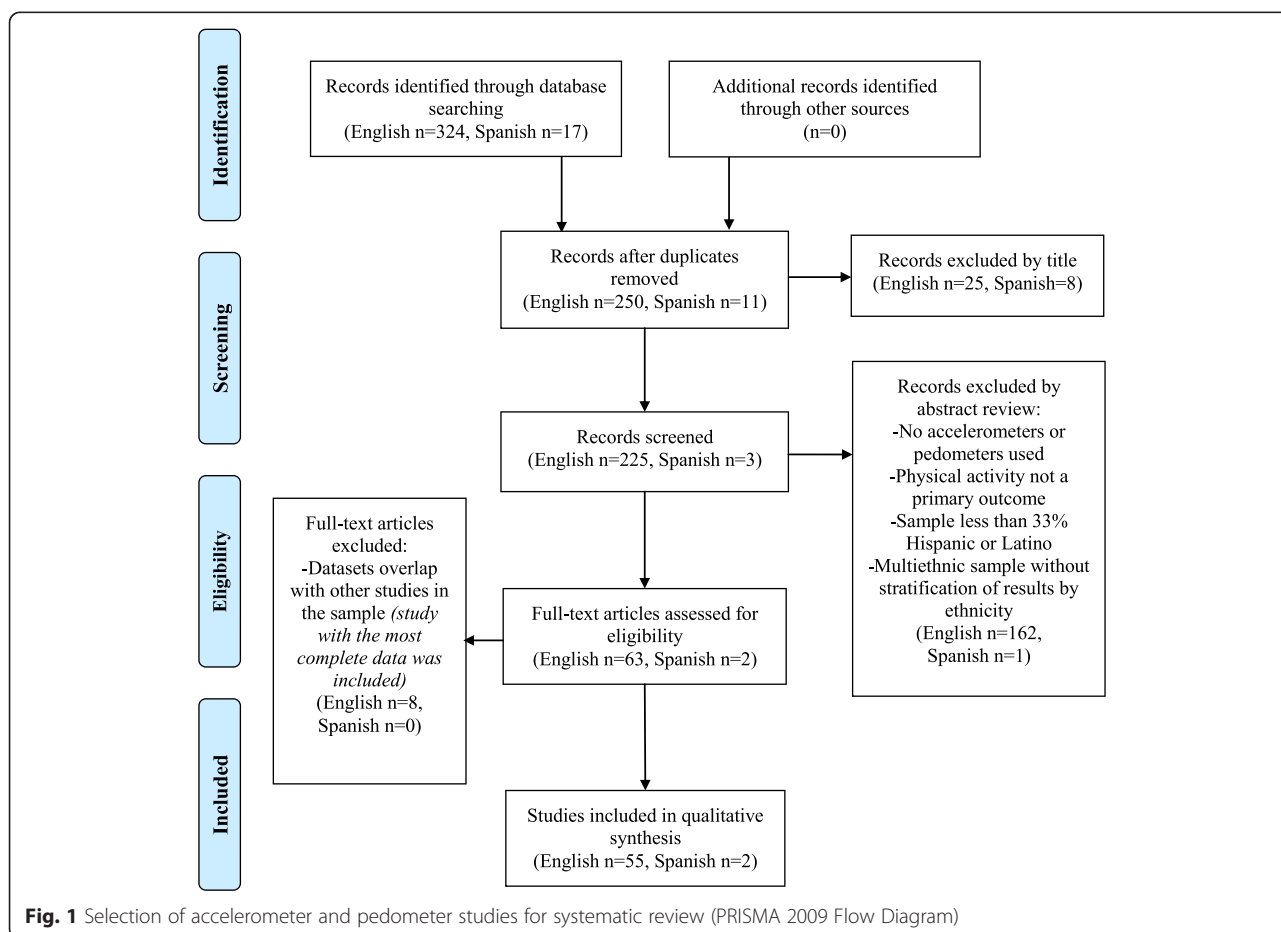 Identification
Records identified through database
searching
(English n=324, Spanish n=17)
Additional records identified
through other sources
(n=0)
Screening
Records after duplicates
removed
(English n=250, Spanish n=11)
Records excluded by title
(English n=25, Spanish=8)
Records screened
(English n=225, Spanish n=3)
Records excluded by
abstract review:
-No accelerometers or
pedometers used
-Physical activity not a
primary outcome
-Sample less than 33%
Hispanic or Latino
-Multiethnic sample without
stratification of results by
ethnicity
(English n=162,
Spanish n=1)
Eligibility
Full-text articles
excluded:
-Datasets overlap
with other studies in
the sample (study
with the most
complete data was
included)
(English n=8,
Spanish n=0)
Full-text articles assessed for
eligibility
(English n=63, Spanish n=2)
Included
Studies included in qualitative
synthesis
(English n=55, Spanish n=2)
Fig. 1 Selection of accelerometer and pedometer studies for systematic review (PRISMA 2009 Flow Diagram)